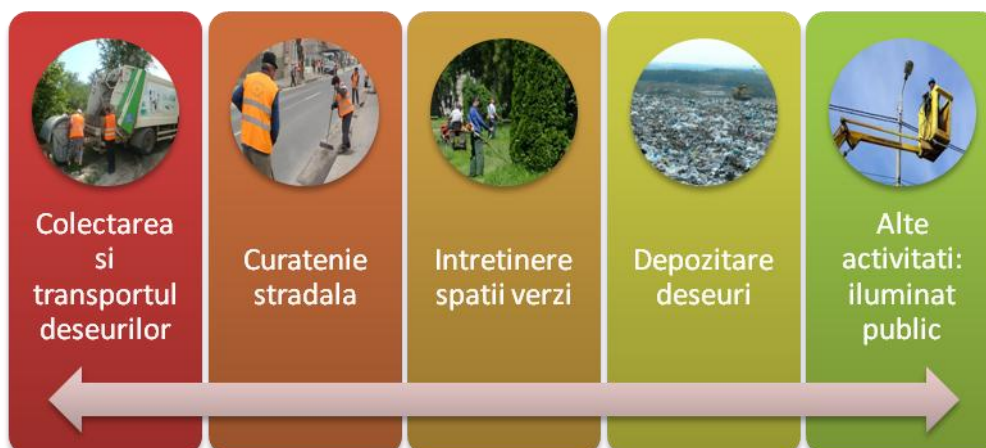 Colectarea
si
transportul
deseurilor
Curatenie
stradala
Intretinere
spatii verzi
Depozitare
deseuri
Alte
activitati:
iluminat
public